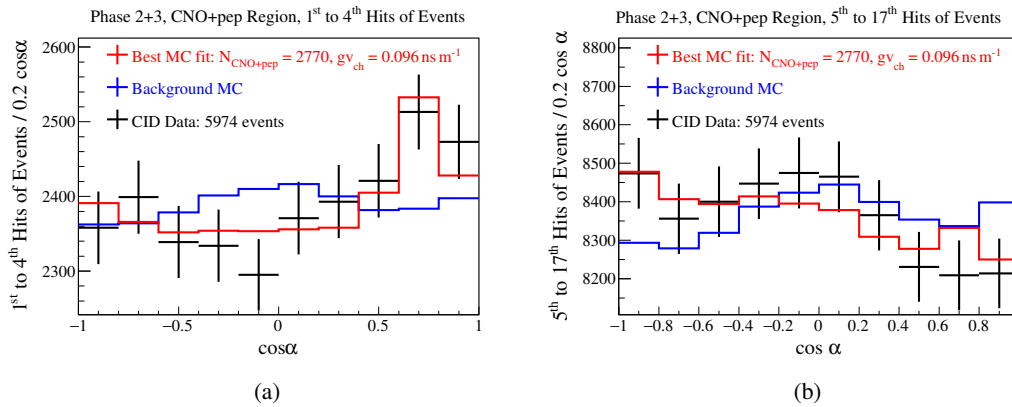 Phase 2+3, CNO+pep Region, 1st to 4th Hits of Events
2600
2500
2400
2300
1st to 4th Hits of Events / 0.2 cosα
Best MC fit: N_CNO+pep = 2770, gv_ch = 0.096 ns m⁻¹
Background MC
CID Data: 5974 events
−1 −0.5 0 0.5 1
cosα
(a)
Phase 2+3, CNO+pep Region, 5th to 17th Hits of Events
8800
8700
8600
8500
8400
8300
8200
5th to 17th Hits of Events / 0.2 cos α
Best MC fit: N_CNO+pep = 2770, gv_ch = 0.096 ns m⁻¹
Background MC
CID Data: 5974 events
−1 −0.8 −0.6 −0.4 −0.2 0 0.2 0.4 0.6 0.8
cos α
(b)